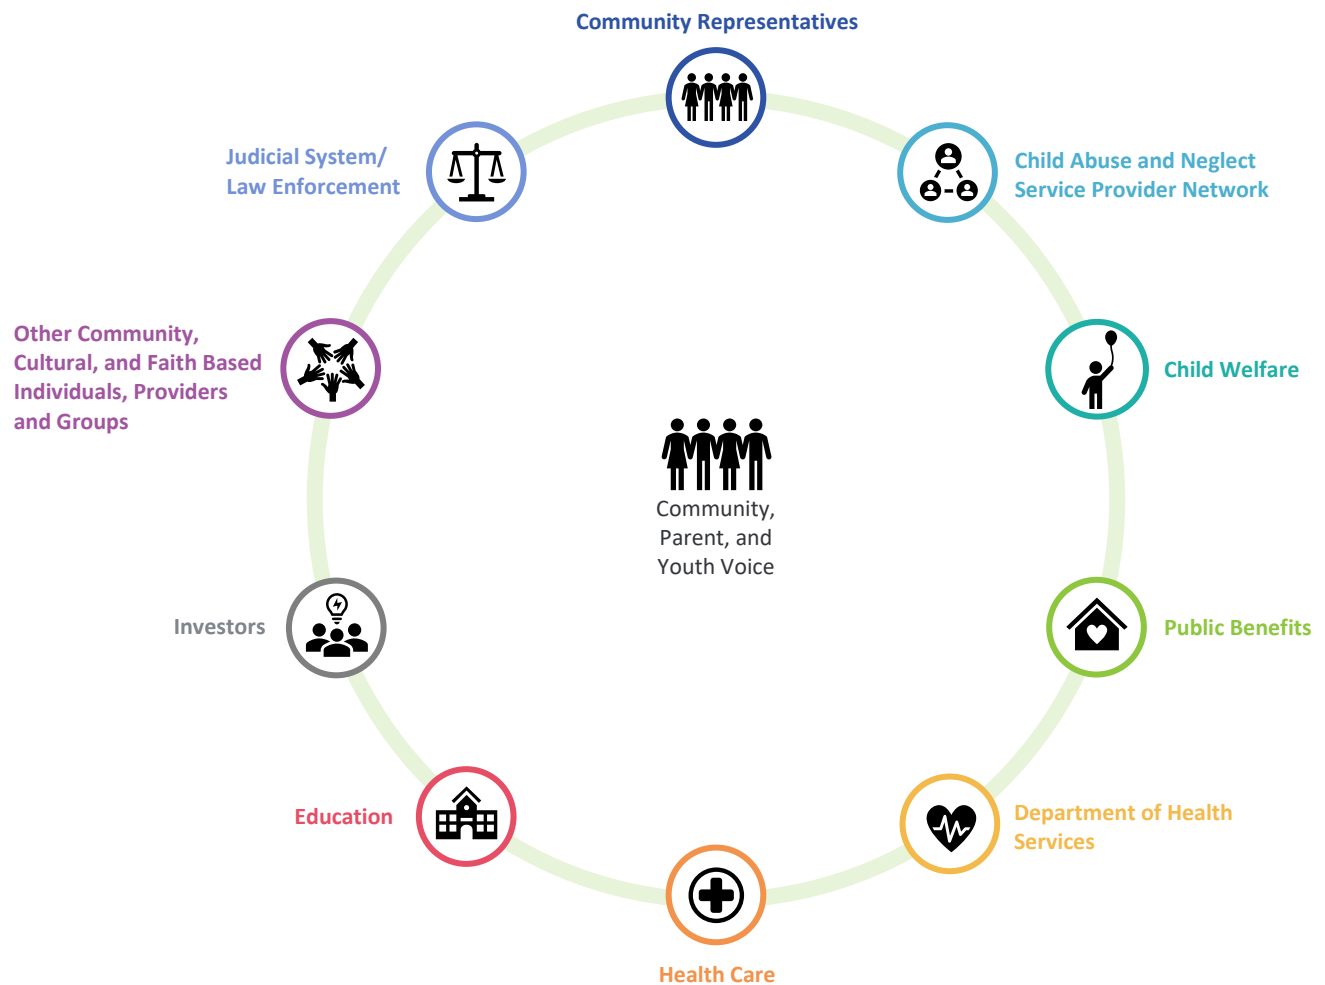 Community Representatives
Judicial System/
Law Enforcement
Child Abuse and Neglect
Service Provider Network
Other Community,
Cultural, and Faith Based
Individuals, Providers
and Groups
Child Welfare
Community,
Parent, and
Youth Voice
Investors
Public Benefits
Education
Department of Health
Services
Health Care